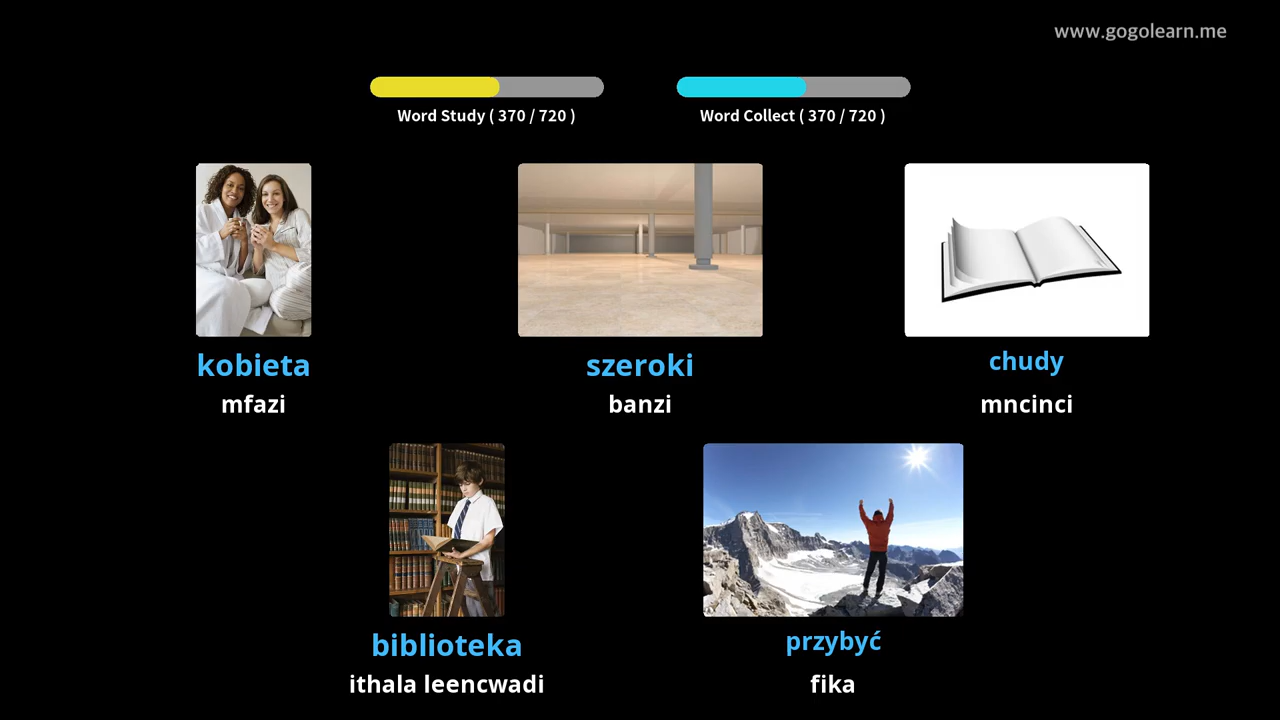 www.gogolearn.me
Word Study ( 370 / 720 )
Word Collect ( 370 / 720 )
kobieta
mfazi
szeroki
banzi
chudy
mncinci
biblioteka
ithala leencwadi
przybyć
fika